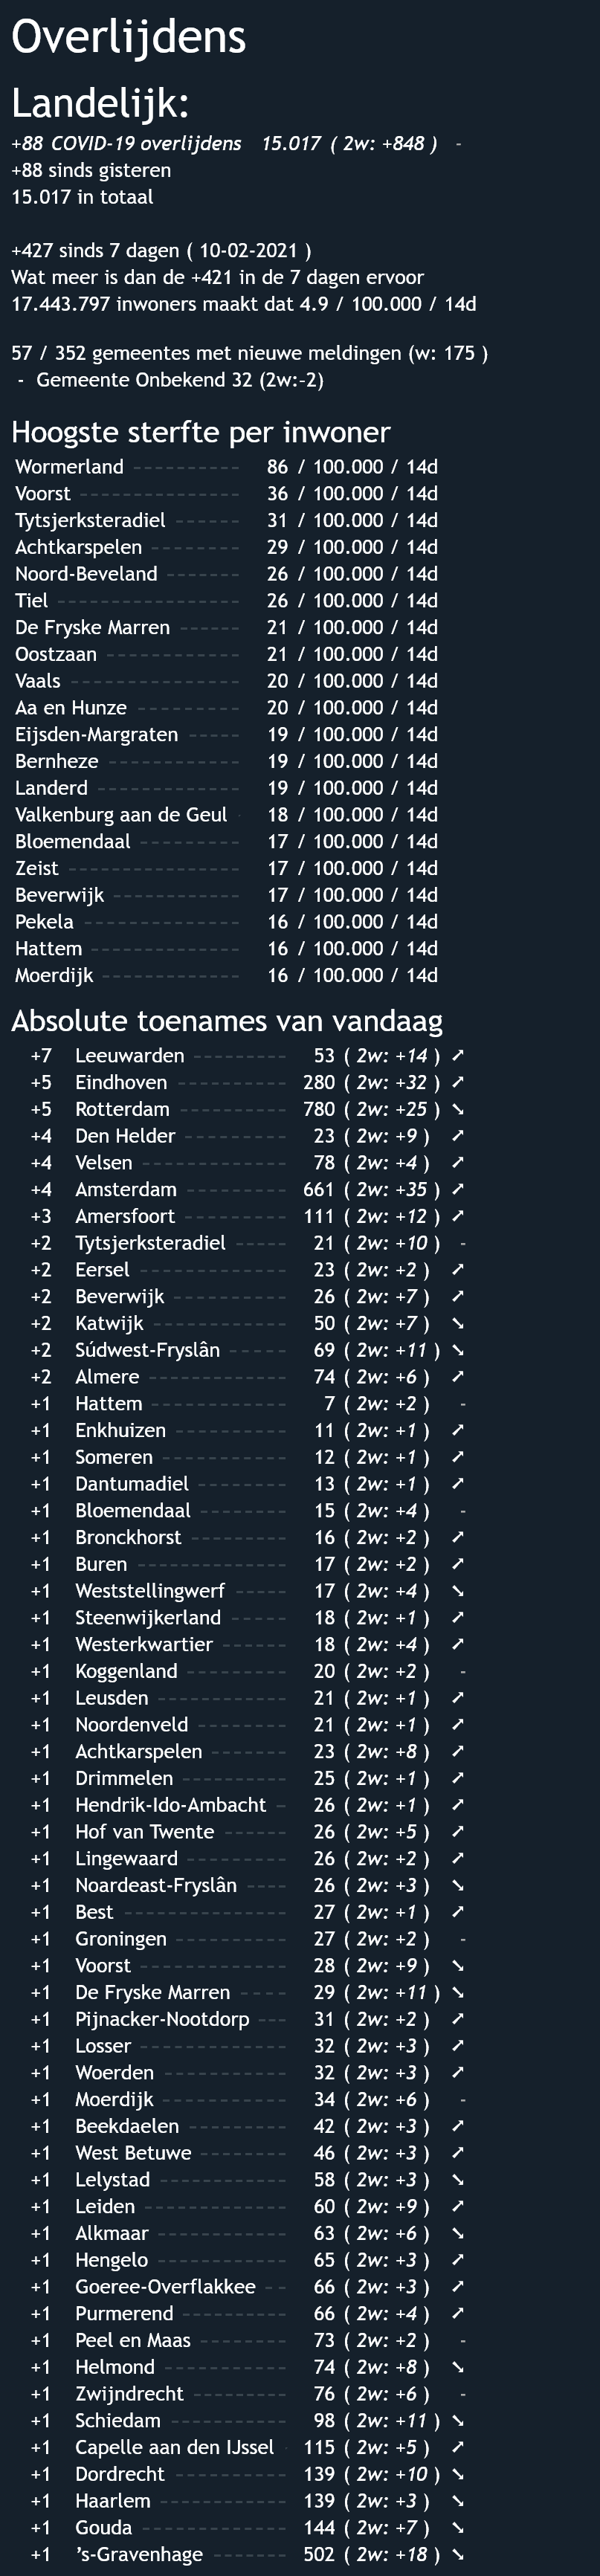 Overlijdens
Landelijk:
+88 COVID-19 overlijdens 15.017 ( 2w: +848 ) -
+88 sinds gisteren
15.017 in totaal
+427 sinds 7 dagen ( 10-02-2021 )
Wat meer is dan de +421 in de 7 dagen ervoor
17.443.797 inwoners maakt dat 4.9 / 100.000 / 14d
57 / 352 gemeentes met nieuwe meldingen (w: 175 )
- Gemeente Onbekend 32 (2w:-2)
Hoogste sterfte per inwoner
Wormerland 86 / 100.000 / 14d
Voorst 36 / 100.000 / 14d
Tytsjerksteradiel 31 / 100.000 / 14d
Achtkarspelen 29 / 100.000 / 14d
Noord-Beveland 26 / 100.000 / 14d
Tiel 26 / 100.000 / 14d
De Fryske Marren 21 / 100.000 / 14d
Oostzaan 21 / 100.000 / 14d
Vaals 20 / 100.000 / 14d
Aa en Hunze 20 / 100.000 / 14d
Eijsden-Margraten 19 / 100.000 / 14d
Bernheze 19 / 100.000 / 14d
Landerd 19 / 100.000 / 14d
Valkenburg aan de Geul 18 / 100.000 / 14d
Bloemendaal 17 / 100.000 / 14d
Zeist 17 / 100.000 / 14d
Beverwijk 17 / 100.000 / 14d
Pekela 16 / 100.000 / 14d
Hattem 16 / 100.000 / 14d
Moerdijk 16 / 100.000 / 14d
Absolute toenames van vandaag
+7 Leeuwarden 53 ( 2w: +14 ) ➚
+5 Eindhoven 280 ( 2w: +32 ) ➚
+5 Rotterdam 780 ( 2w: +25 ) ➘
+4 Den Helder 23 ( 2w: +9 ) ➚
+4 Velsen 78 ( 2w: +4 ) ➚
+4 Amsterdam 661 ( 2w: +35 ) ➚
+3 Amersfoort 111 ( 2w: +12 ) ➚
+2 Tytsjerksteradiel 21 ( 2w: +10 ) -
+2 Eersel 23 ( 2w: +2 ) ➚
+2 Beverwijk 26 ( 2w: +7 ) ➚
+2 Katwijk 50 ( 2w: +7 ) ➘
+2 Súdwest-Fryslân 69 ( 2w: +11 ) ➘
+2 Almere 74 ( 2w: +6 ) ➚
+1 Hattem 7 ( 2w: +2 ) -
+1 Enkhuizen 11 ( 2w: +1 ) ➚
+1 Someren 12 ( 2w: +1 ) ➚
+1 Dantumadiel 13 ( 2w: +1 ) ➚
+1 Bloemendaal 15 ( 2w: +4 ) -
+1 Bronckhorst 16 ( 2w: +2 ) ➚
+1 Buren 17 ( 2w: +2 ) ➚
+1 Weststellingwerf 17 ( 2w: +4 ) ➘
+1 Steenwijkerland 18 ( 2w: +1 ) ➚
+1 Westerkwartier 18 ( 2w: +4 ) ➚
+1 Koggenland 20 ( 2w: +2 ) -
+1 Leusden 21 ( 2w: +1 ) ➚
+1 Noordenveld 21 ( 2w: +1 ) ➚
+1 Achtkarspelen 23 ( 2w: +8 ) ➚
+1 Drimmelen 25 ( 2w: +1 ) ➚
+1 Hendrik-Ido-Ambacht 26 ( 2w: +1 ) ➚
+1 Hof van Twente 26 ( 2w: +5 ) ➚
+1 Lingewaard 26 ( 2w: +2 ) ➚
+1 Noardeast-Fryslân 26 ( 2w: +3 ) ➘
+1 Best 27 ( 2w: +1 ) ➚
+1 Groningen 27 ( 2w: +2 ) -
+1 Voorst 28 ( 2w: +9 ) ➘
+1 De Fryske Marren 29 ( 2w: +11 ) ➘
+1 Pijnacker-Nootdorp 31 ( 2w: +2 ) ➚
+1 Losser 32 ( 2w: +3 ) ➚
+1 Woerden 32 ( 2w: +3 ) ➚
+1 Moerdijk 34 ( 2w: +6 ) -
+1 Beekdaelen 42 ( 2w: +3 ) ➚
+1 West Betuwe 46 ( 2w: +3 ) ➚
+1 Lelystad 58 ( 2w: +3 ) ➘
+1 Leiden 60 ( 2w: +9 ) ➚
+1 Alkmaar 63 ( 2w: +6 ) ➘
+1 Hengelo 65 ( 2w: +3 ) ➚
+1 Goeree-Overflakkee 66 ( 2w: +3 ) ➚
+1 Purmerend 66 ( 2w: +4 ) ➚
+1 Peel en Maas 73 ( 2w: +2 ) -
+1 Helmond 74 ( 2w: +8 ) ➘
+1 Zwijndrecht 76 ( 2w: +6 ) -
+1 Schiedam 98 ( 2w: +11 ) ➘
+1 Capelle aan den IJssel 115 ( 2w: +5 ) ➚
+1 Dordrecht 139 ( 2w: +10 ) ➘
+1 Haarlem 139 ( 2w: +3 ) ➘
+1 Gouda 144 ( 2w: +7 ) ➘
+1 's-Gravenhage 502 ( 2w: +18 ) ➘